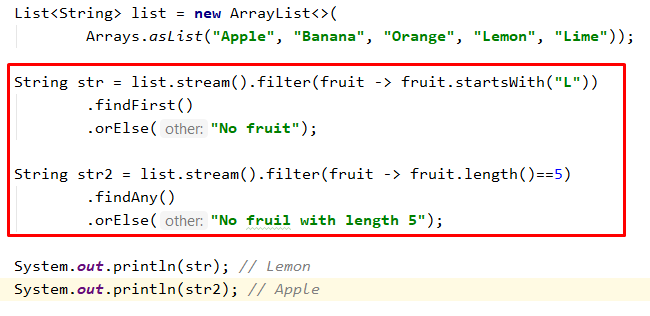 List<String> list = new ArrayList<>(
Arrays.asList("Apple", "Banana", "Orange", "Lemon", "Lime"));
String str = list.stream().filter(fruit -> fruit.startsWith("L"))
.findFirst()
.orElse( other: "No fruit");
String str2 = list.stream().filter(fruit -> fruit.length()==5)
.findAny()
.orElse( other: "No fruil with length 5");
System.out.println(str); // Lemon
System.out.println(str2); // Apple